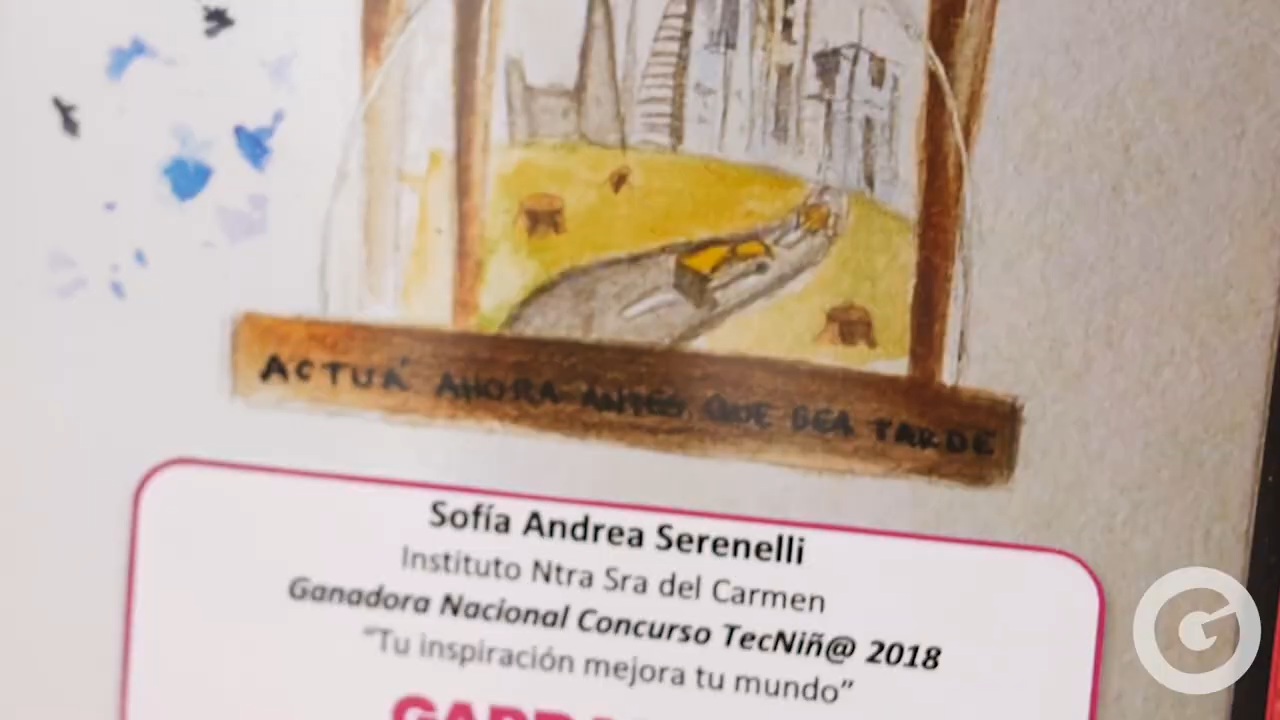 ACTUÁ AHORA ANTES QUE SEA TARDE
Sofía Andrea Serenelli
Instituto Ntra Sra del Carmen
Ganadora Nacional Concurso TecNiñ@ 2018
"Tu inspiración mejora tu mundo"